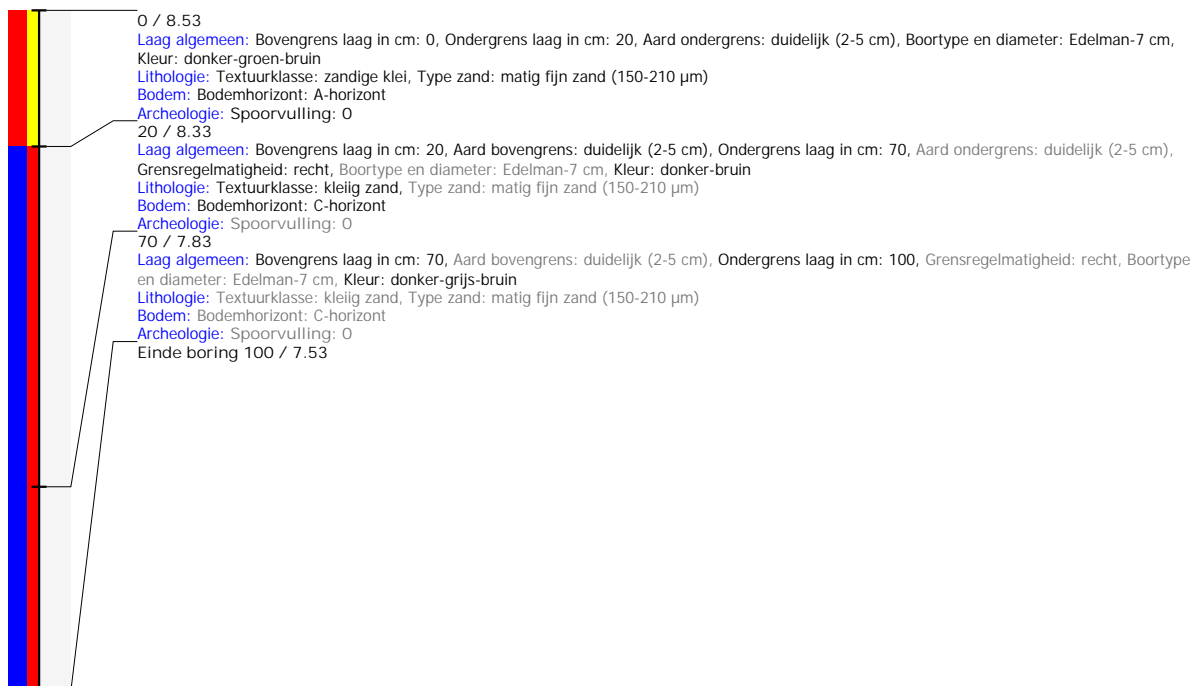 0 / 8.53
Laag algemeen: Bovengrens laag in cm: 0, Ondergrens laag in cm: 20, Aard ondergrens: duidelijk (2-5 cm), Boortype en diameter: Edelman-7 cm,
Kleur: donker-groen-bruin
Lithologie: Textuurklasse: zandige klei, Type zand: matig fijn zand (150-210 µm)
Bodem: Bodemhorizont: A-horizont
Archeologie: Spoorvulling: 0
20 / 8.33
Laag algemeen: Bovengrens laag in cm: 20, Aard bovengrens: duidelijk (2-5 cm), Ondergrens laag in cm: 70, Aard ondergrens: duidelijk (2-5 cm),
Grensregelmatigheid: recht, Boortype en diameter: Edelman-7 cm, Kleur: donker-bruin
Lithologie: Textuurklasse: kleiig zand, Type zand: matig fijn zand (150-210 µm)
Bodem: Bodemhorizont: C-horizont
Archeologie: Spoorvulling: 0
70 / 7.83
Laag algemeen: Bovengrens laag in cm: 70, Aard bovengrens: duidelijk (2-5 cm), Ondergrens laag in cm: 100, Grensregelmatigheid: recht, Boortype
en diameter: Edelman-7 cm, Kleur: donker-grijs-bruin
Lithologie: Textuurklasse: kleiig zand, Type zand: matig fijn zand (150-210 µm)
Bodem: Bodemhorizont: C-horizont
Archeologie: Spoorvulling: 0
Einde boring 100 / 7.53